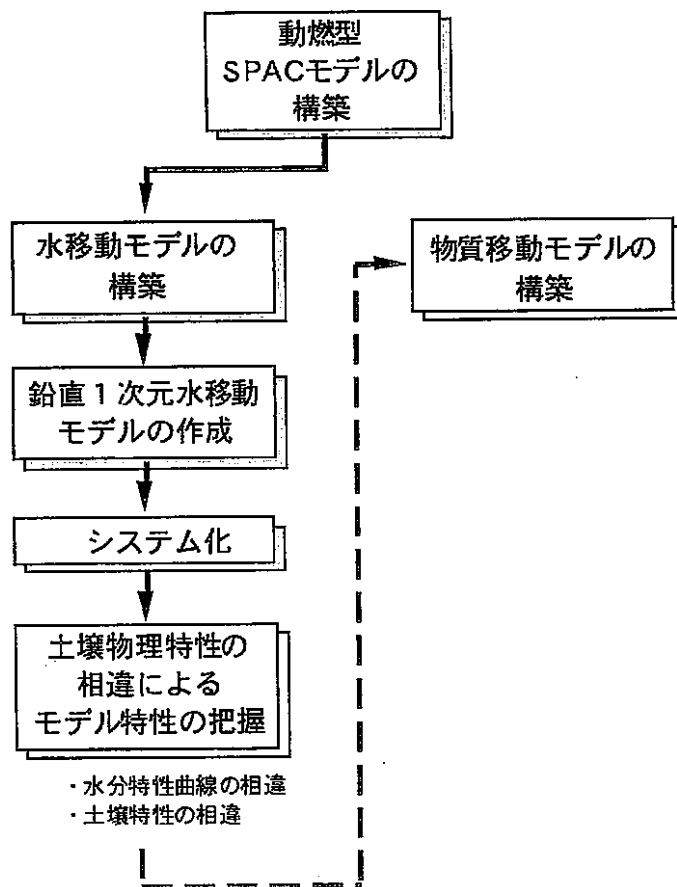 動燃型
SPACモデルの
構築
水移動モデルの
構築
物質移動モデルの
構築
鉛直1次元水移動
モデルの作成
システム化
土壌物理特性の
相違による
モデル特性の把握
・水分特性曲線の相違
・土壌特性の相違